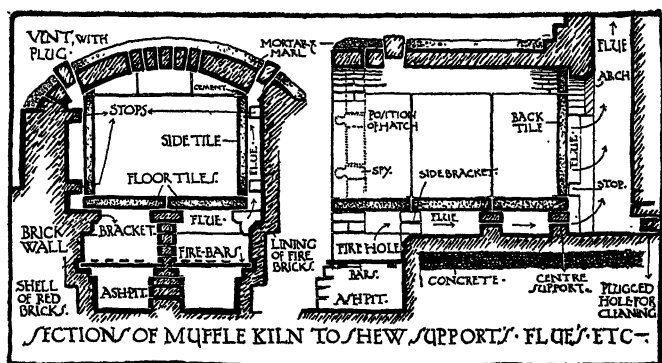 VENT, WITH
PLUG.
CEMENT
STOPS
SIDE TILE
FLUE.
FLOOR TILES.
BRACKET.
FLUE.
BRICK
WALL
FIRE-BARS.
LINING
OF FIRE
BRICKS.
SHELL
OF RED
BRICKS.
ASHPIT.
MORTAR &
MARL
FLUE
ARCH
POSITION
OF HATCH
BACK
TILE
FLUE.
SPY.
STOP.
SIDE BRACKET.
FLUE
FIRE HOLE
BARS.
ASHPIT.
CONCRETE.
CENTRE
SUPPORT.
PLUGGED
HOLE FOR
CLEANING
SECTIONS OF MUFFLE KILN TO SHEW SUPPORTS · FLUES · ETC—